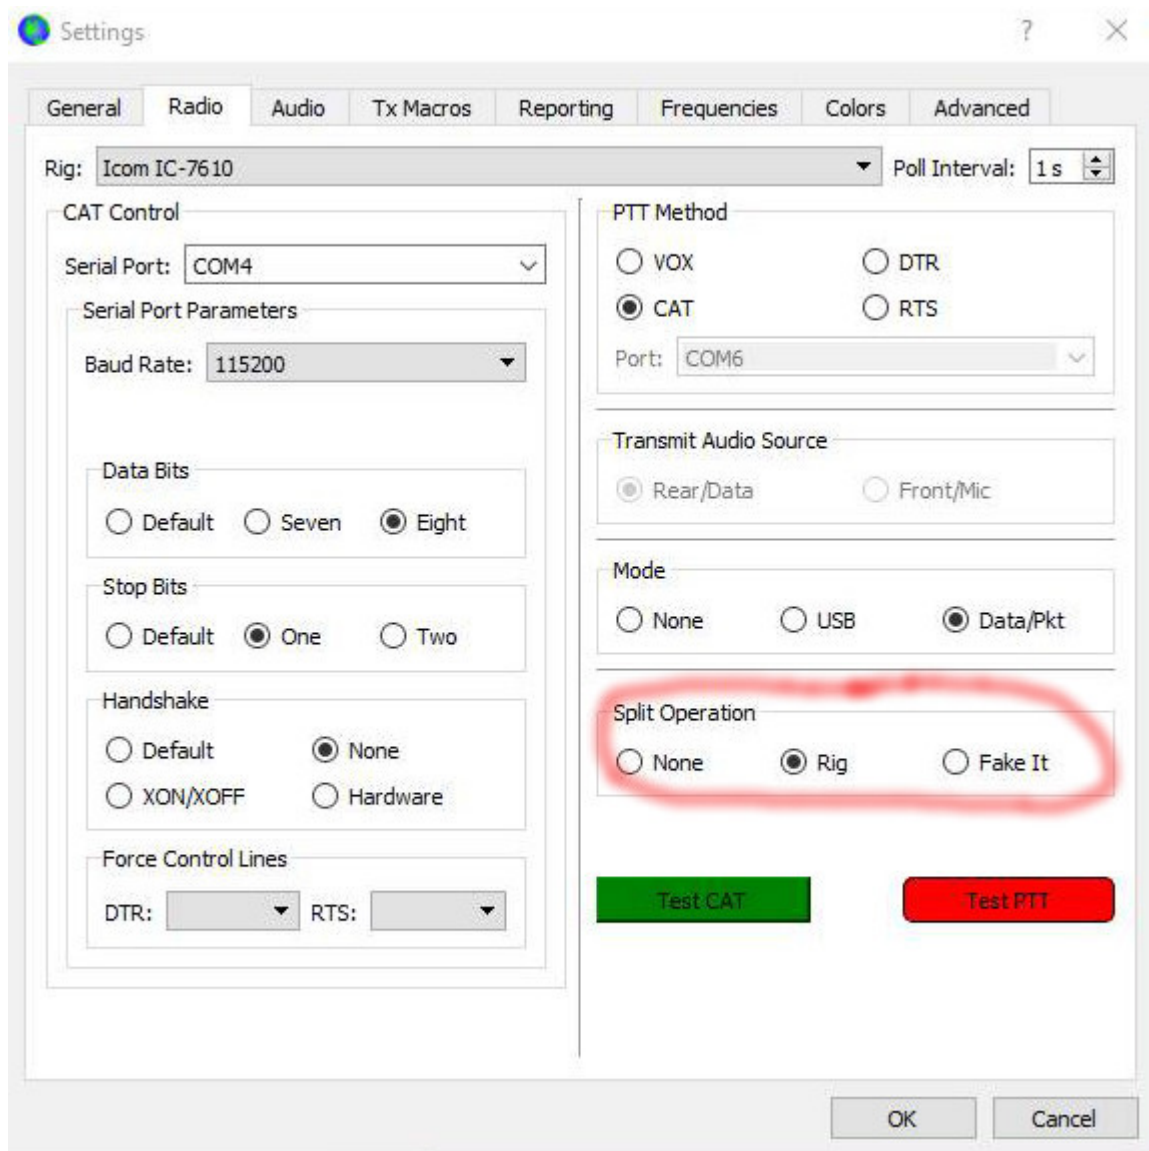 Settings
General Radio Audio Tx Macros Reporting Frequencies Colors Advanced
Rig: Icom IC-7610 Poll Interval: 1 s
CAT Control
Serial Port: COM4
Serial Port Parameters
Baud Rate: 115200
Data Bits
Default Seven Eight
Stop Bits
Default One Two
Handshake
Default None
XON/XOFF Hardware
Force Control Lines
DTR: RTS:
PTT Method
VOX DTR
CAT RTS
Port: COM6
Transmit Audio Source
Rear/Data Front/Mic
Mode
None USB Data/Pkt
Split Operation
None Rig Fake It
Test CAT Test PTT
OK Cancel